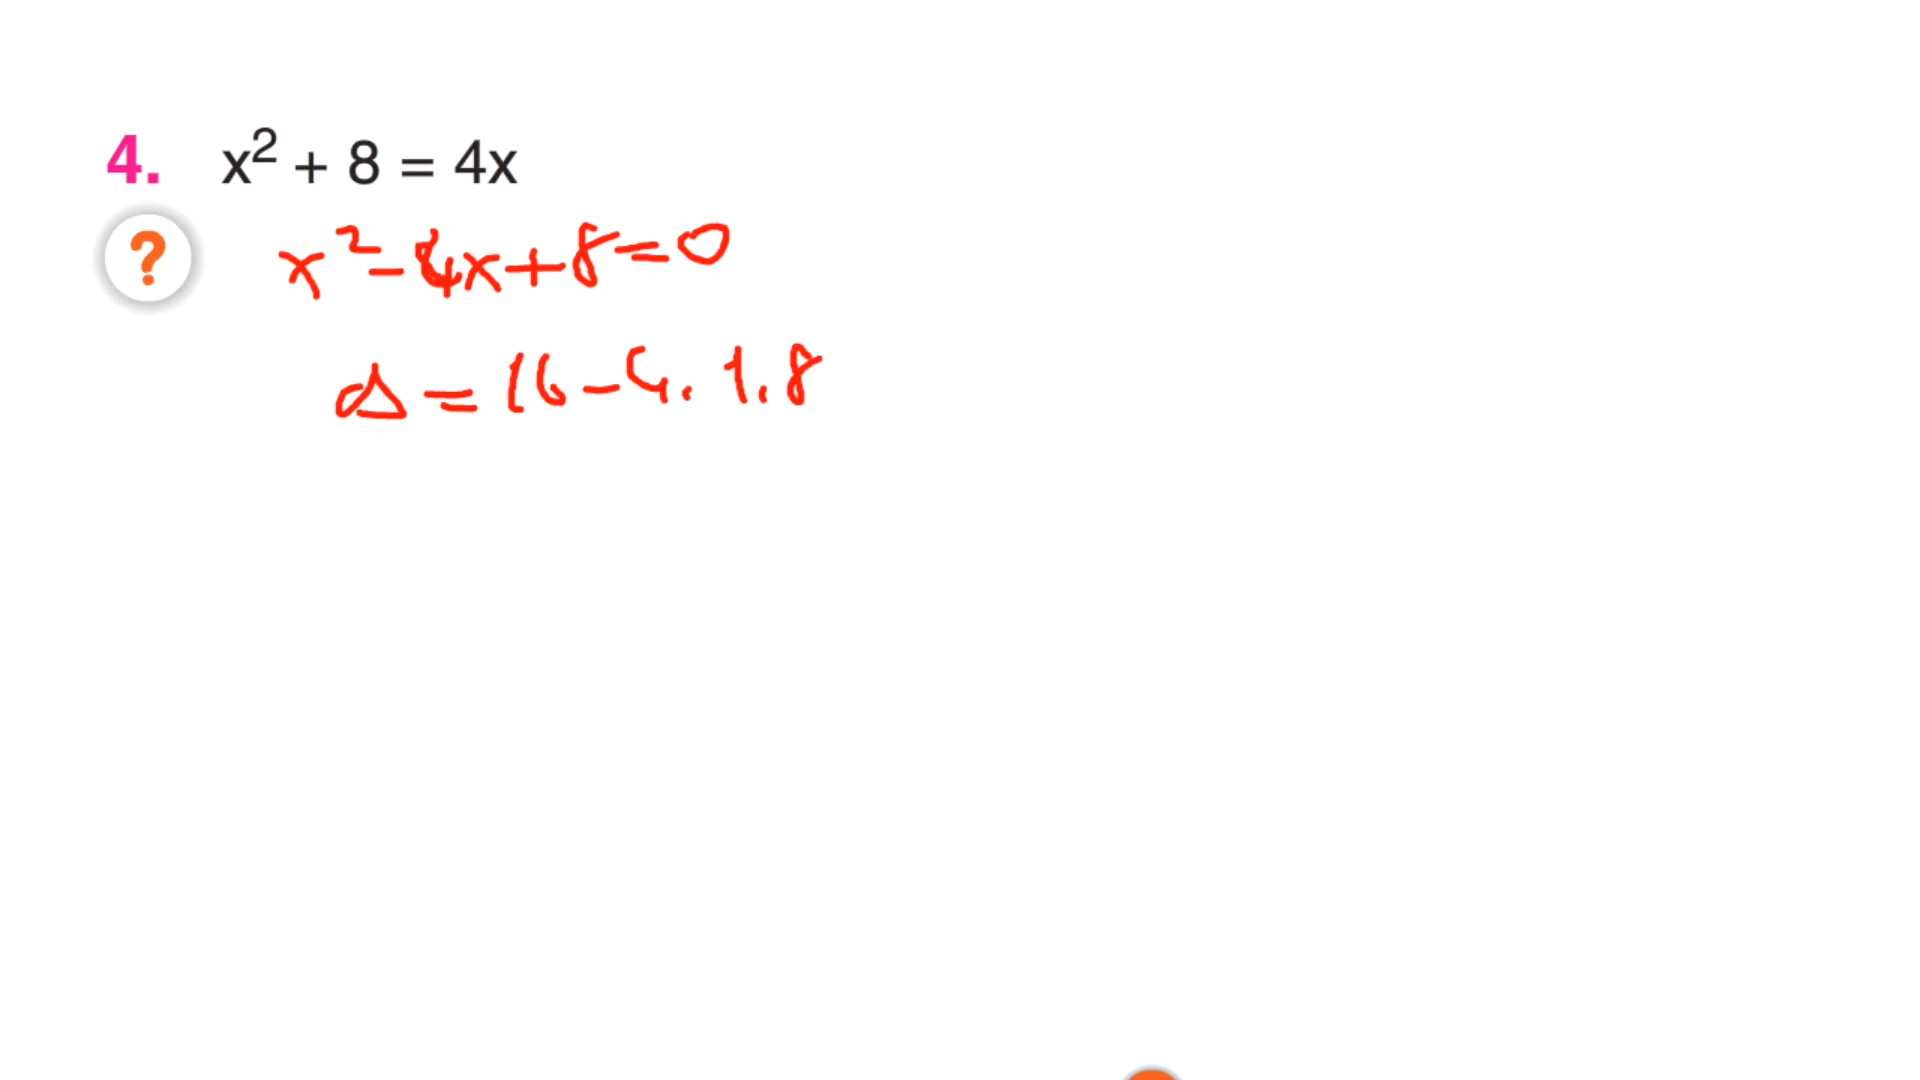 4. x² + 8 = 4x
?
x² - 4x + 8 = 0
Δ = 16 - 4. 1. 8